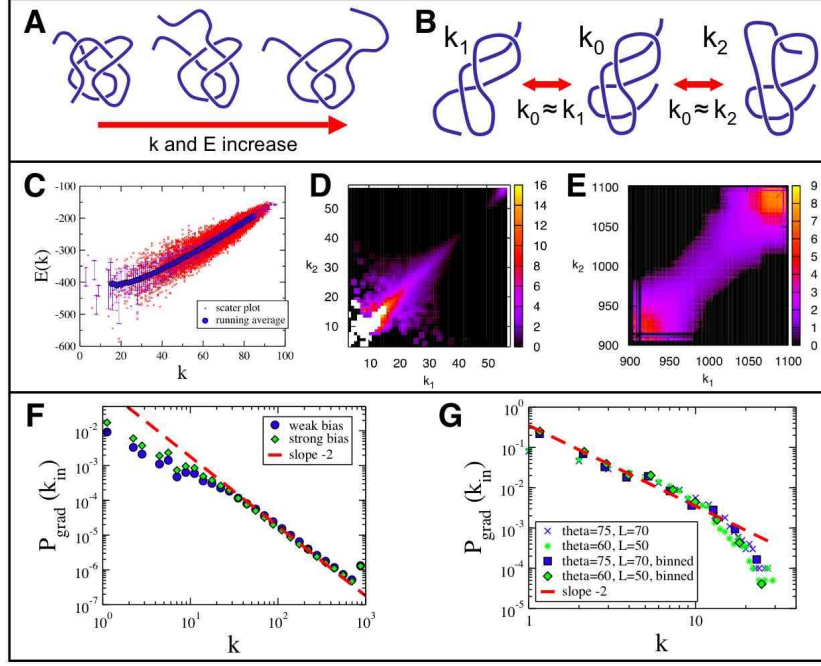 A
k and E increase
B
k1
k0
k2
k0 ≈ k1
k0 ≈ k2
C
-100
-200
-300
-400
-500
-600
E(k)
0 20 40 60 80 100
k
scater plot
running average
D
50
40
30
20
10
k2
10 20 30 40 50
k1
16
14
12
10
8
6
4
2
0
E
1100
1050
1000
950
900
k2
900 950 1000 1050 1100
k1
9
8
7
6
5
4
3
2
1
0
F
10^-2
10^-3
10^-4
10^-5
10^-6
10^-7
Pgrad (kin)
10^0 10^1 10^2 10^3
k
weak bias
strong bias
slope -2
G
10^0
10^-1
10^-2
10^-3
10^-4
10^-5
Pgrad (kin)
1 10
k
theta=75, L=70
theta=60, L=50
theta=75, L=70, binned
theta=60, L=50, binned
slope -2